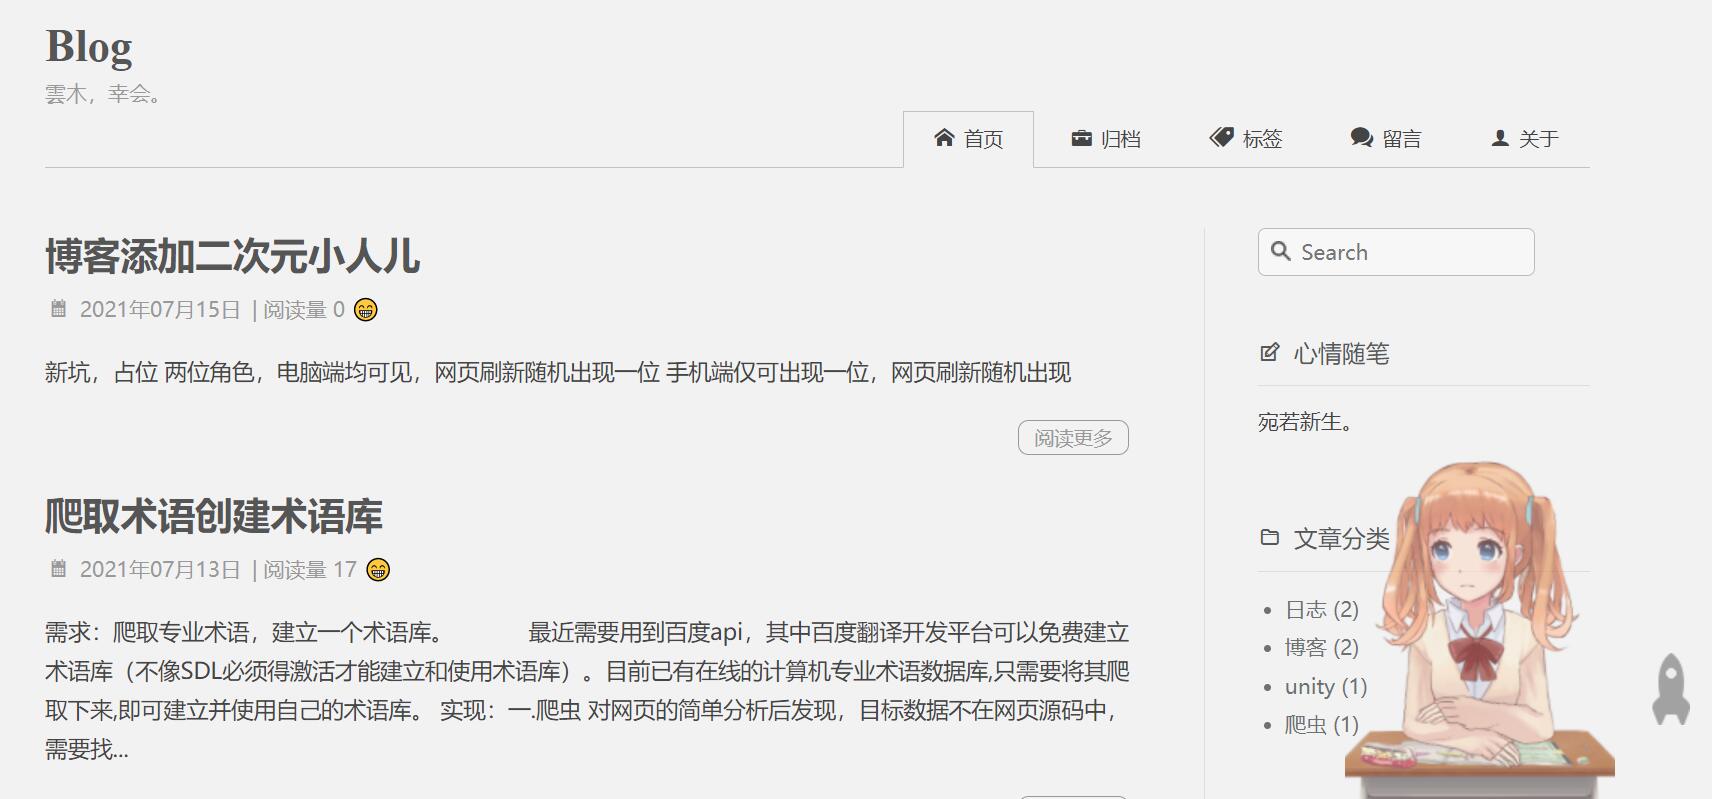 Blog
雲木，幸会。
首页 归档 标签 留言 关于
博客添加二次元小人儿
2021年07月15日 | 阅读量 0 😁
新坑，占位 两位角色，电脑端均可见，网页刷新随机出现一位 手机端仅可出现一位，网页刷新随机出现
阅读更多
爬取术语创建术语库
2021年07月13日 | 阅读量 17 😁
需求：爬取专业术语，建立一个术语库。 最近需要用到百度api，其中百度翻译开发平台可以免费建立
术语库（不像SDL必须得激活才能建立和使用术语库）。目前已有在线的计算机专业术语数据库,只需要将其爬
取下来,即可建立并使用自己的术语库。 实现：一.爬虫 对网页的简单分析后发现，目标数据不在网页源码中，
需要找...
Search
心情随笔
宛若新生。
文章分类
日志 (2)
博客 (2)
unity (1)
爬虫 (1)